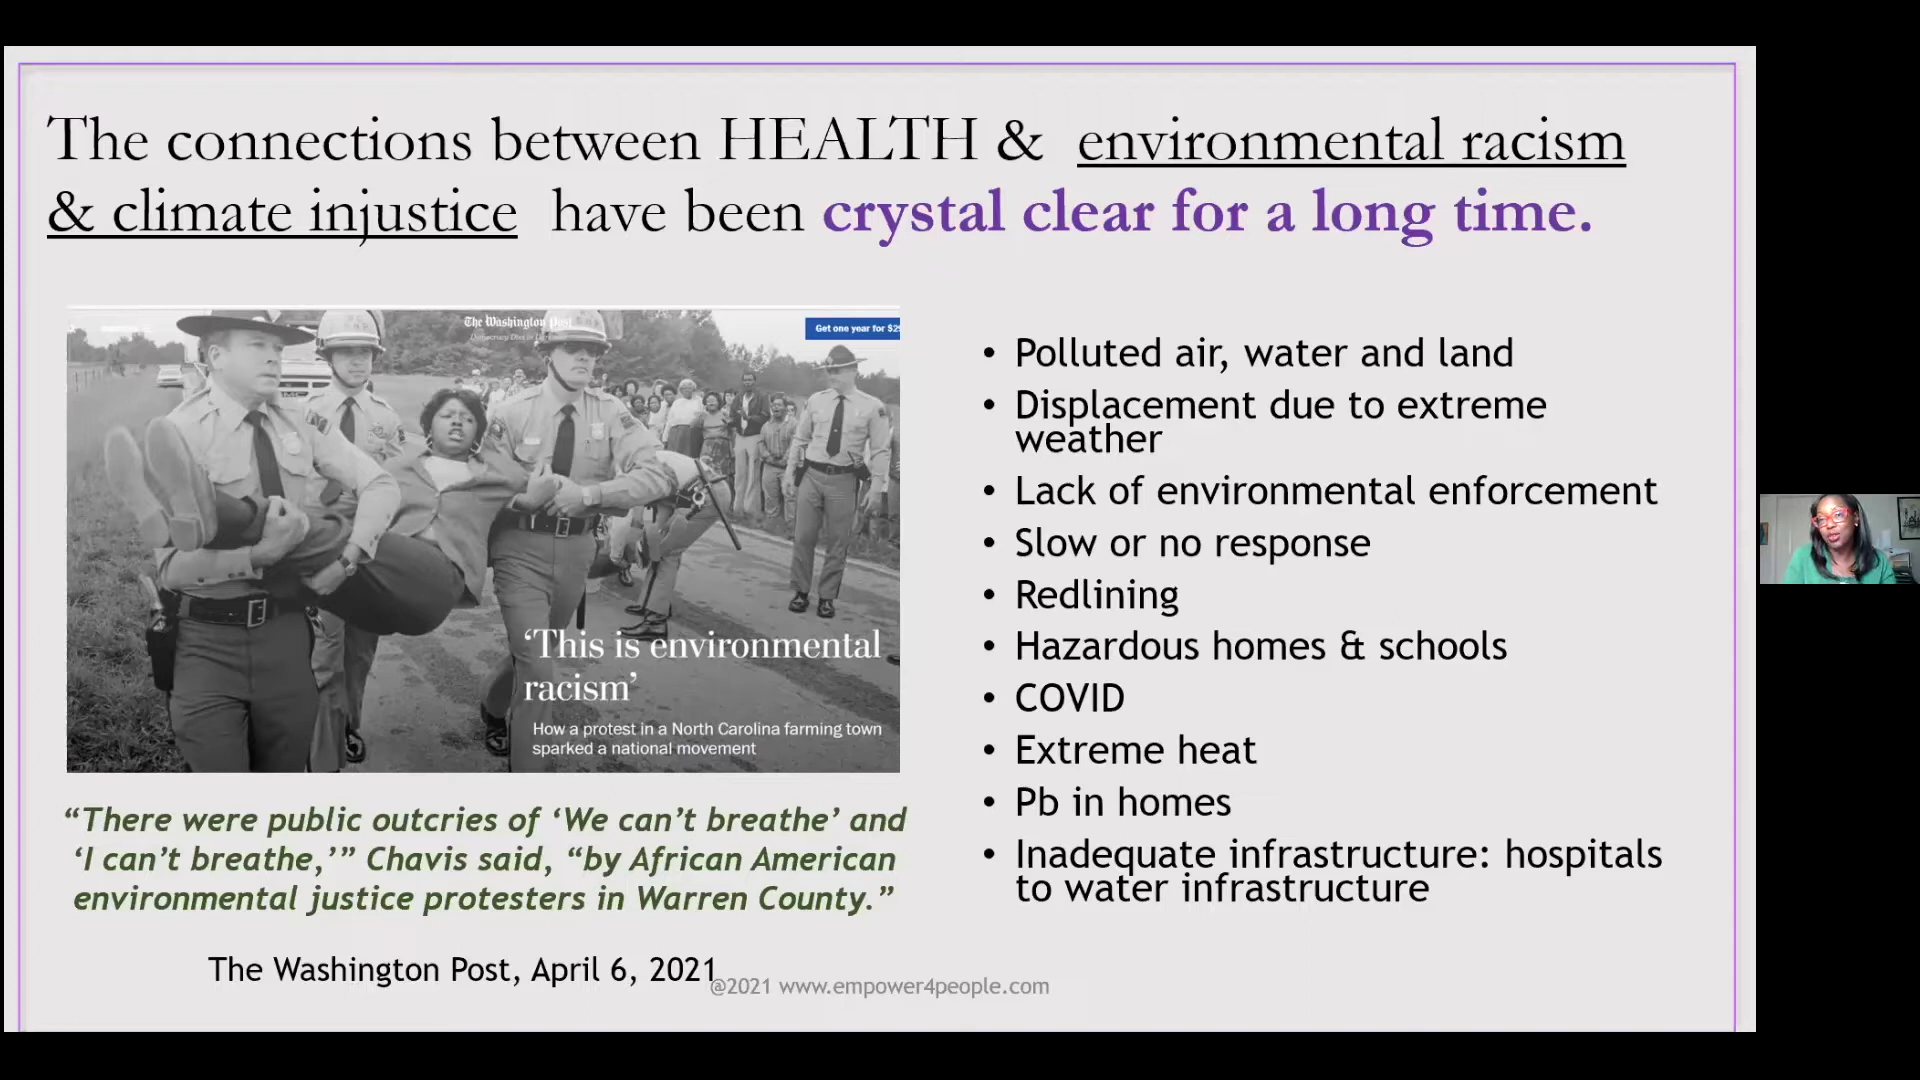 The connections between HEALTH & environmental racism
& climate injustice have been crystal clear for a long time.
The Washington Post
Get one year for $29
‘This is environmental
racism’
How a protest in a North Carolina farming town
sparked a national movement
“There were public outcries of ‘We can’t breathe’ and
‘I can’t breathe,’” Chavis said, “by African American
environmental justice protesters in Warren County.”
The Washington Post, April 6, 2021
@2021 www.empower4people.com
• Polluted air, water and land
• Displacement due to extreme
weather
• Lack of environmental enforcement
• Slow or no response
• Redlining
• Hazardous homes & schools
• COVID
• Extreme heat
• Pb in homes
• Inadequate infrastructure: hospitals
to water infrastructure